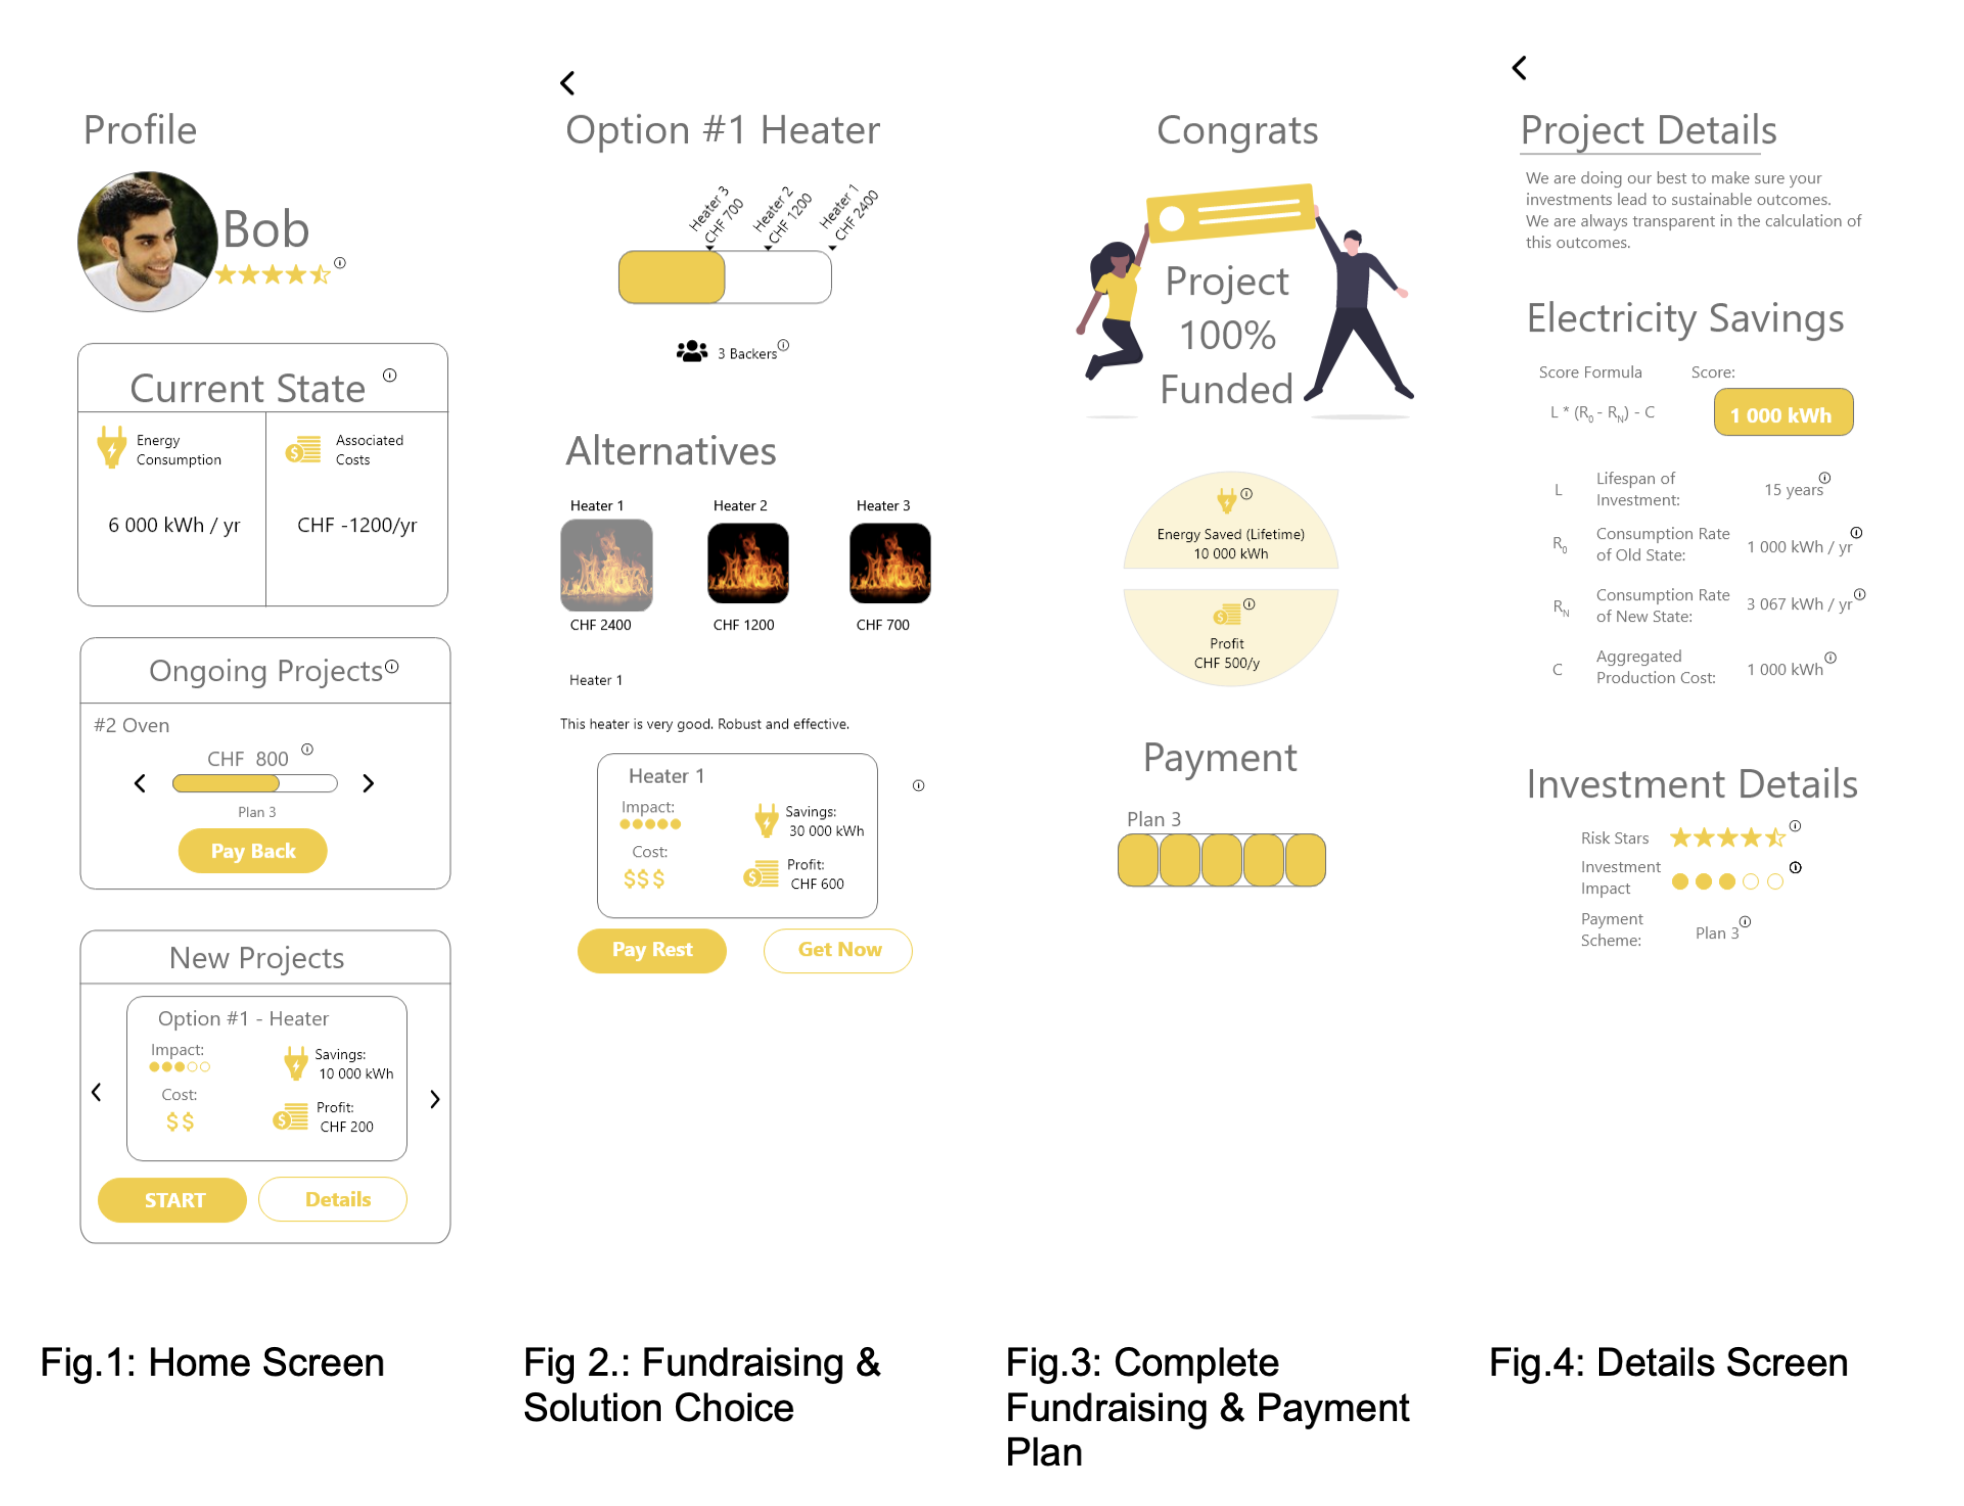 Profile
Bob
Current State
Energy
Consumption
Associated
Costs
6 000 kWh / yr
CHF -1200/yr
Ongoing Projects
#2 Oven
CHF 800
Plan 3
Pay Back
New Projects
Option #1 - Heater
Impact:
Savings:
10 000 kWh
Cost:
$$
Profit:
CHF 200
START
Details
Fig.1: Home Screen
Option #1 Heater
Heater 3
CHF 700
Heater 2
CHF 1200
Heater 1
CHF 2400
3 Backers
Alternatives
Heater 1
Heater 2
Heater 3
CHF 2400
CHF 1200
CHF 700
Heater 1
This heater is very good. Robust and effective.
Heater 1
Impact:
Savings:
30 000 kWh
Cost:
$$$
Profit:
CHF 600
Pay Rest
Get Now
Fig 2.: Fundraising &
Solution Choice
Congrats
Project
100%
Funded
Energy Saved (Lifetime)
10 000 kWh
Profit
CHF 500/y
Payment
Plan 3
Fig.3: Complete
Fundraising & Payment
Plan
Project Details
We are doing our best to make sure your
investments lead to sustainable outcomes.
We are always transparent in the calculation of
this outcomes.
Electricity Savings
Score Formula
Score:
L * (R0 - RN) - C
1 000 kWh
L
Lifespan of
Investment:
15 years
R0
Consumption Rate
of Old State:
1 000 kWh / yr
RN
Consumption Rate
of New State:
3 067 kWh / yr
C
Aggregated
Production Cost:
1 000 kWh
Investment Details
Risk Stars
Investment
Impact
Payment
Scheme:
Plan 3
Fig.4: Details Screen